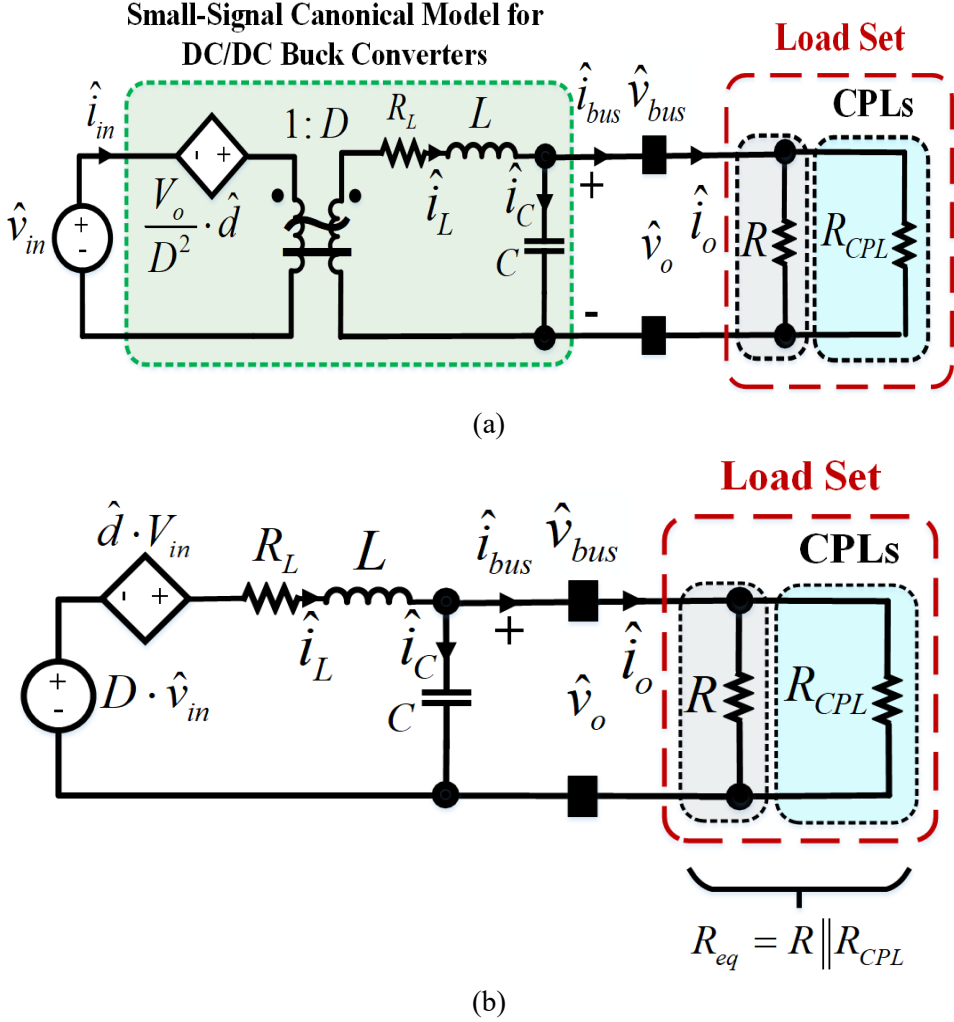 Small-Signal Canonical Model for
DC/DC Buck Converters
Load Set
CPLs
î_in
1 : D
R_L
L
î_bus
v̂_bus
- +
V_o / D² · d̂
v̂_in
+
-
î_L
î_C
C
+
v̂_o
-
î_o
R
R_CPL
(a)
Load Set
CPLs
d̂ · V_in
- +
R_L
L
î_bus
v̂_bus
+
-
D · v̂_in
î_L
î_C
C
+
v̂_o
î_o
R
R_CPL
R_eq = R ∥ R_CPL
(b)